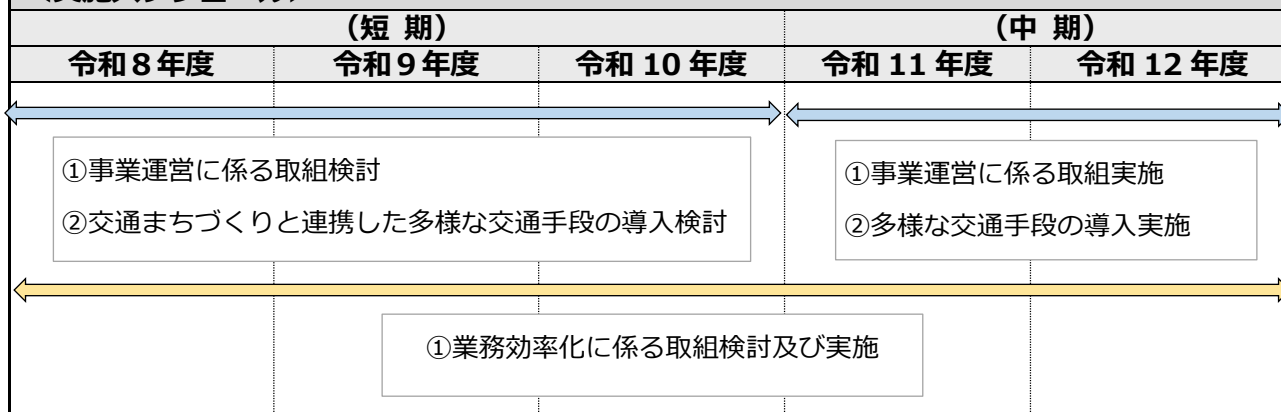 (短 期) (中 期)
令和8年度 令和9年度 令和 10 年度 令和 11 年度 令和 12 年度
①事業運営に係る取組検討
②交通まちづくりと連携した多様な交通手段の導入検討
①事業運営に係る取組実施
②多様な交通手段の導入実施
①業務効率化に係る取組検討及び実施